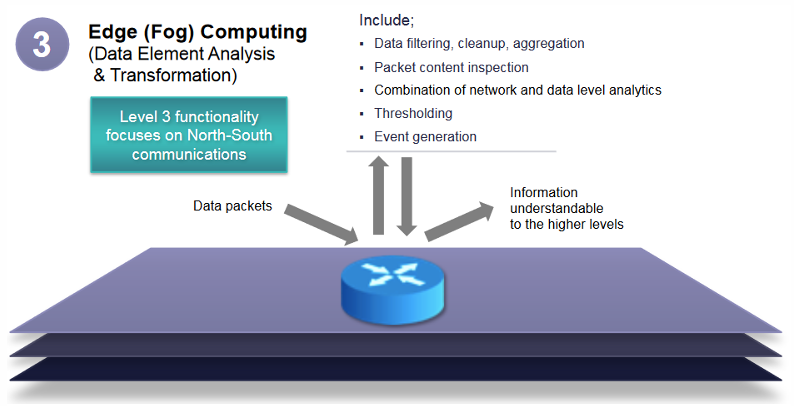 3
Edge (Fog) Computing
(Data Element Analysis
& Transformation)
Level 3 functionality
focuses on North-South
communications
Include;
▪ Data filtering, cleanup, aggregation
▪ Packet content inspection
▪ Combination of network and data level analytics
▪ Thresholding
▪ Event generation
Data packets
Information
understandable
to the higher levels